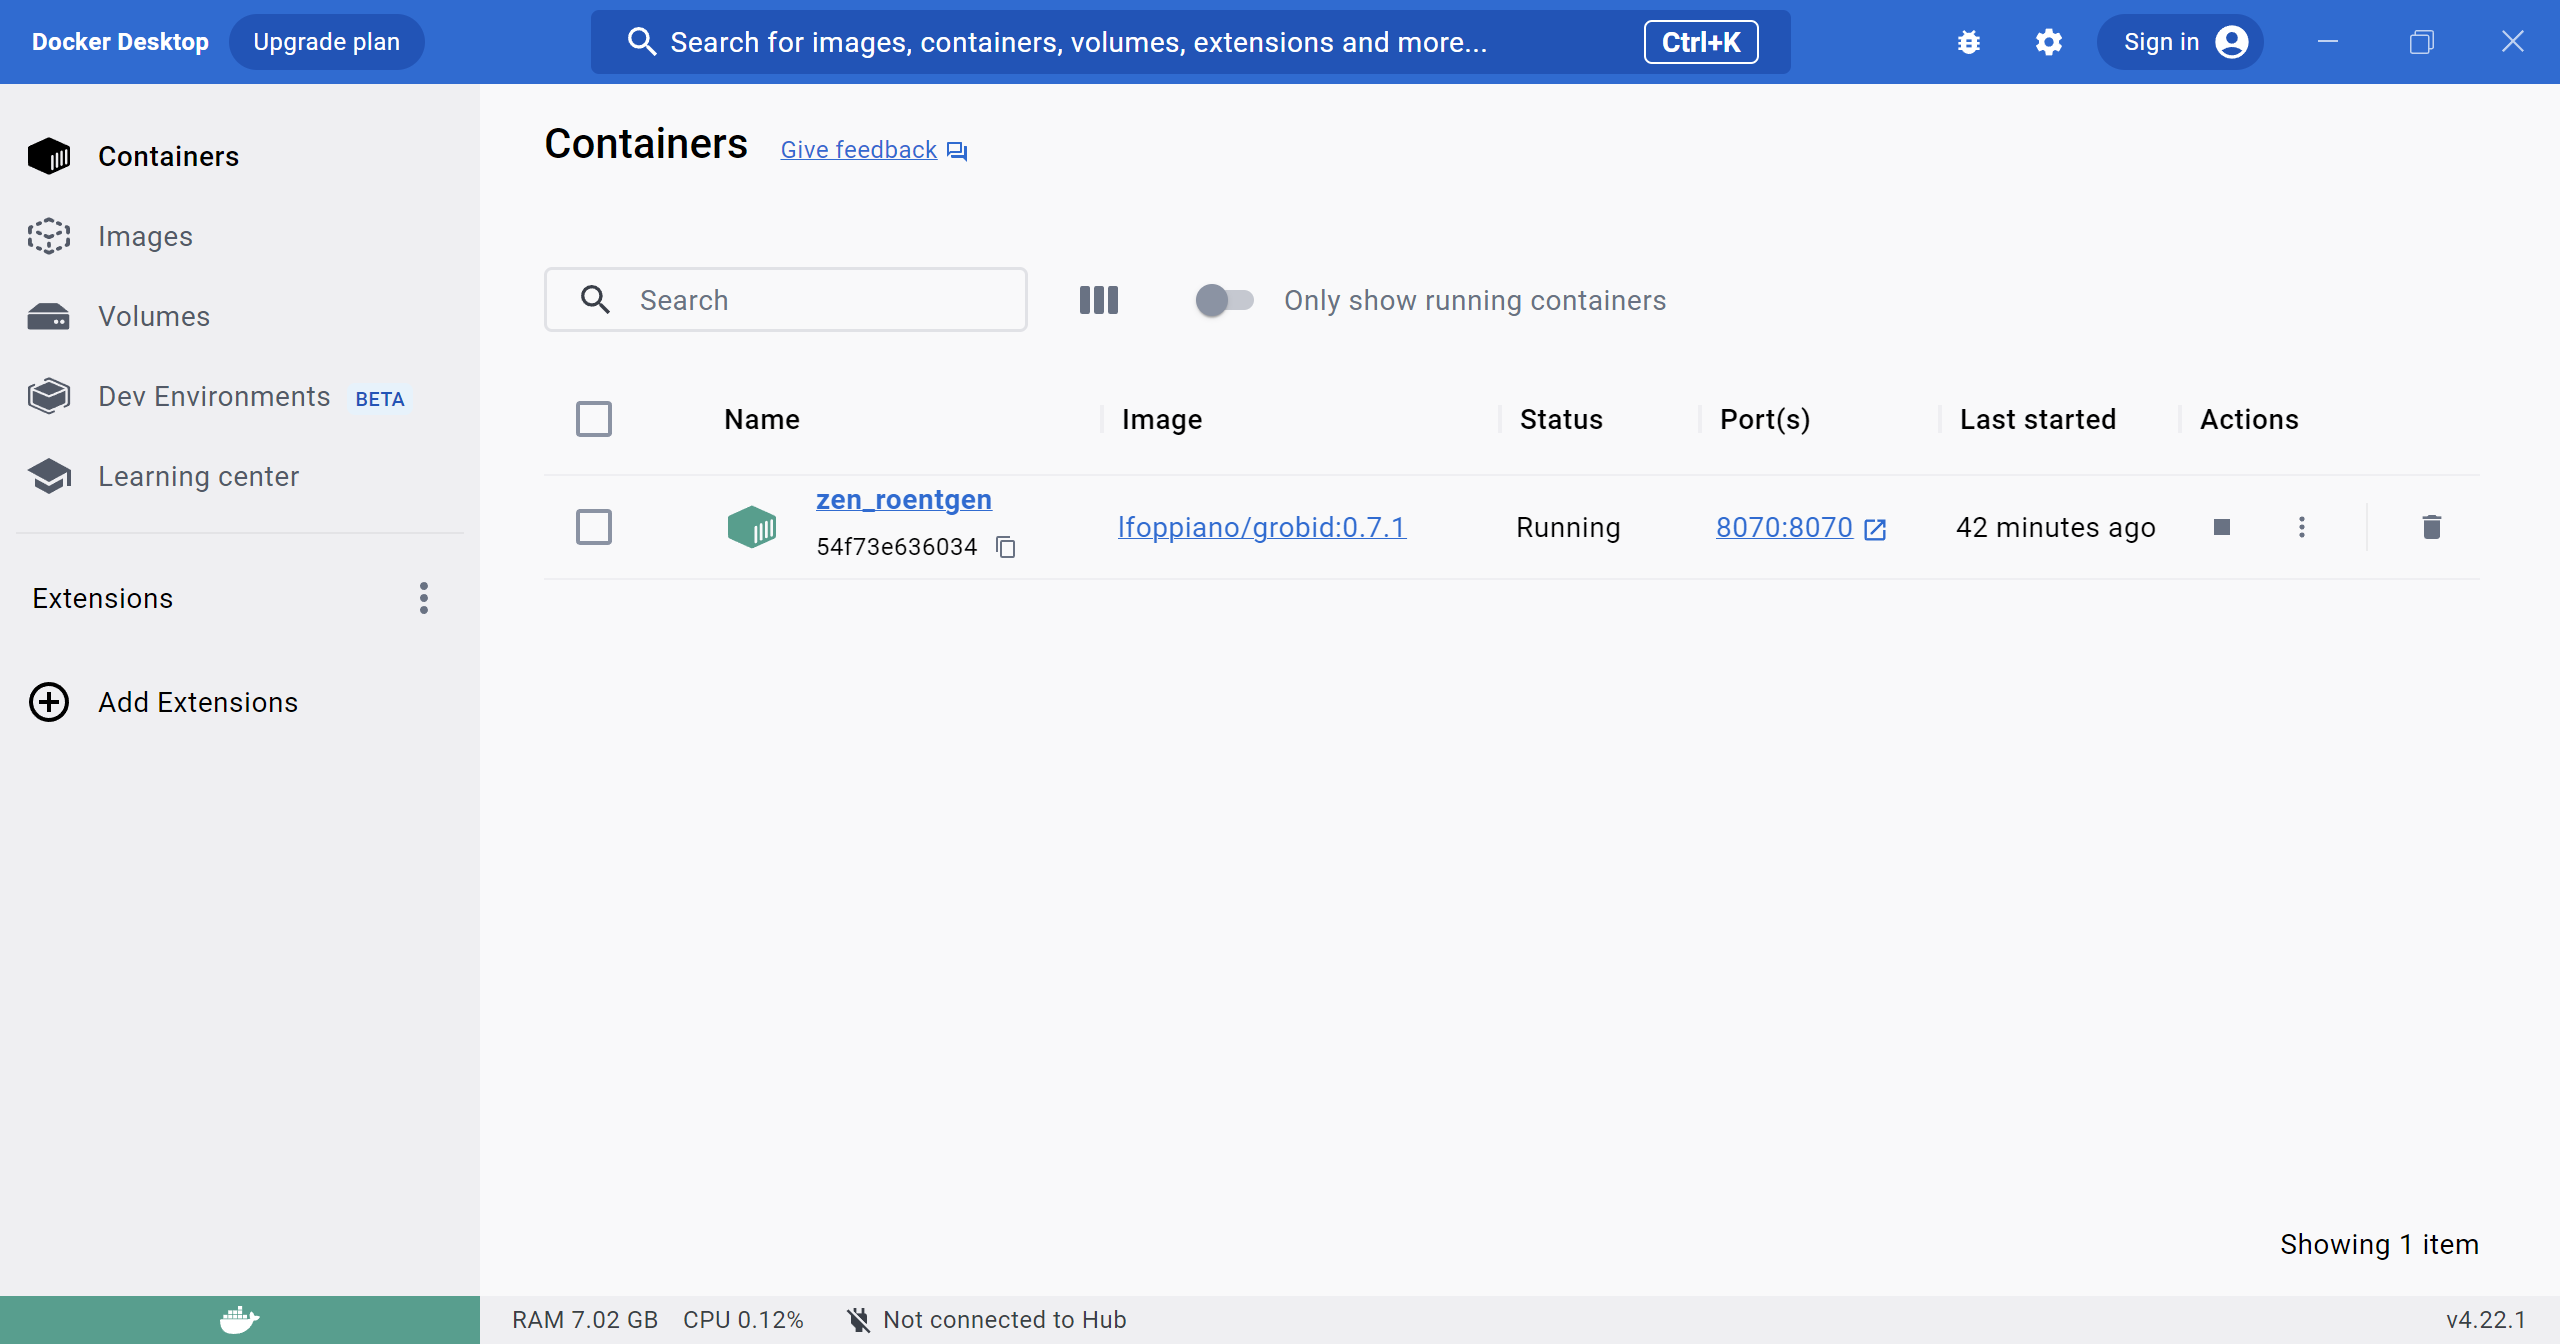 Docker Desktop
Upgrade plan
Search for images, containers, volumes, extensions and more...
Ctrl+K
Sign in
Containers
Images
Volumes
Dev Environments BETA
Learning center
Extensions
Add Extensions
Containers
Give feedback
Search
Only show running containers
Name Image Status Port(s) Last started Actions
zen_roentgen
54f73e636034
lfoppiano/grobid:0.7.1 Running 8070:8070 42 minutes ago
Showing 1 item
RAM 7.02 GB CPU 0.12% Not connected to Hub v4.22.1